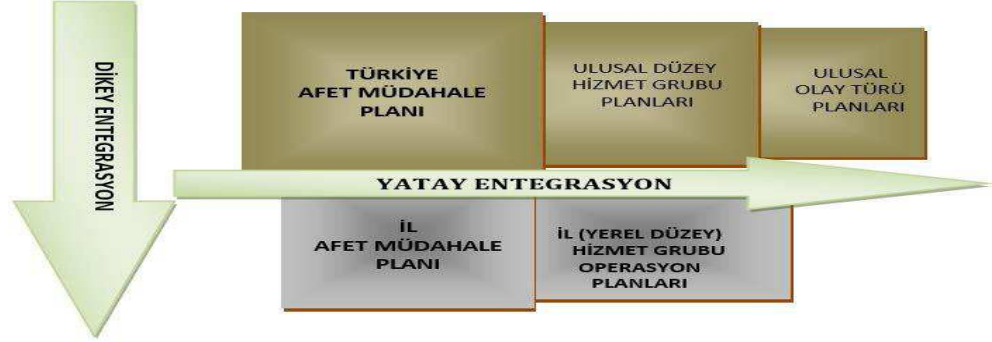 DİKEY ENTEGRASYON
TÜRKİYE
AFET MÜDAHALE
PLANI
ULUSAL DÜZEY
HİZMET GRUBU
PLANLARI
ULUSAL
OLAY TÜRÜ
PLANLARI
YATAY ENTEGRASYON
İL
AFET MÜDAHALE
PLANI
İL (YEREL DÜZEY)
HİZMET GRUBU
OPERASYON
PLANLARI